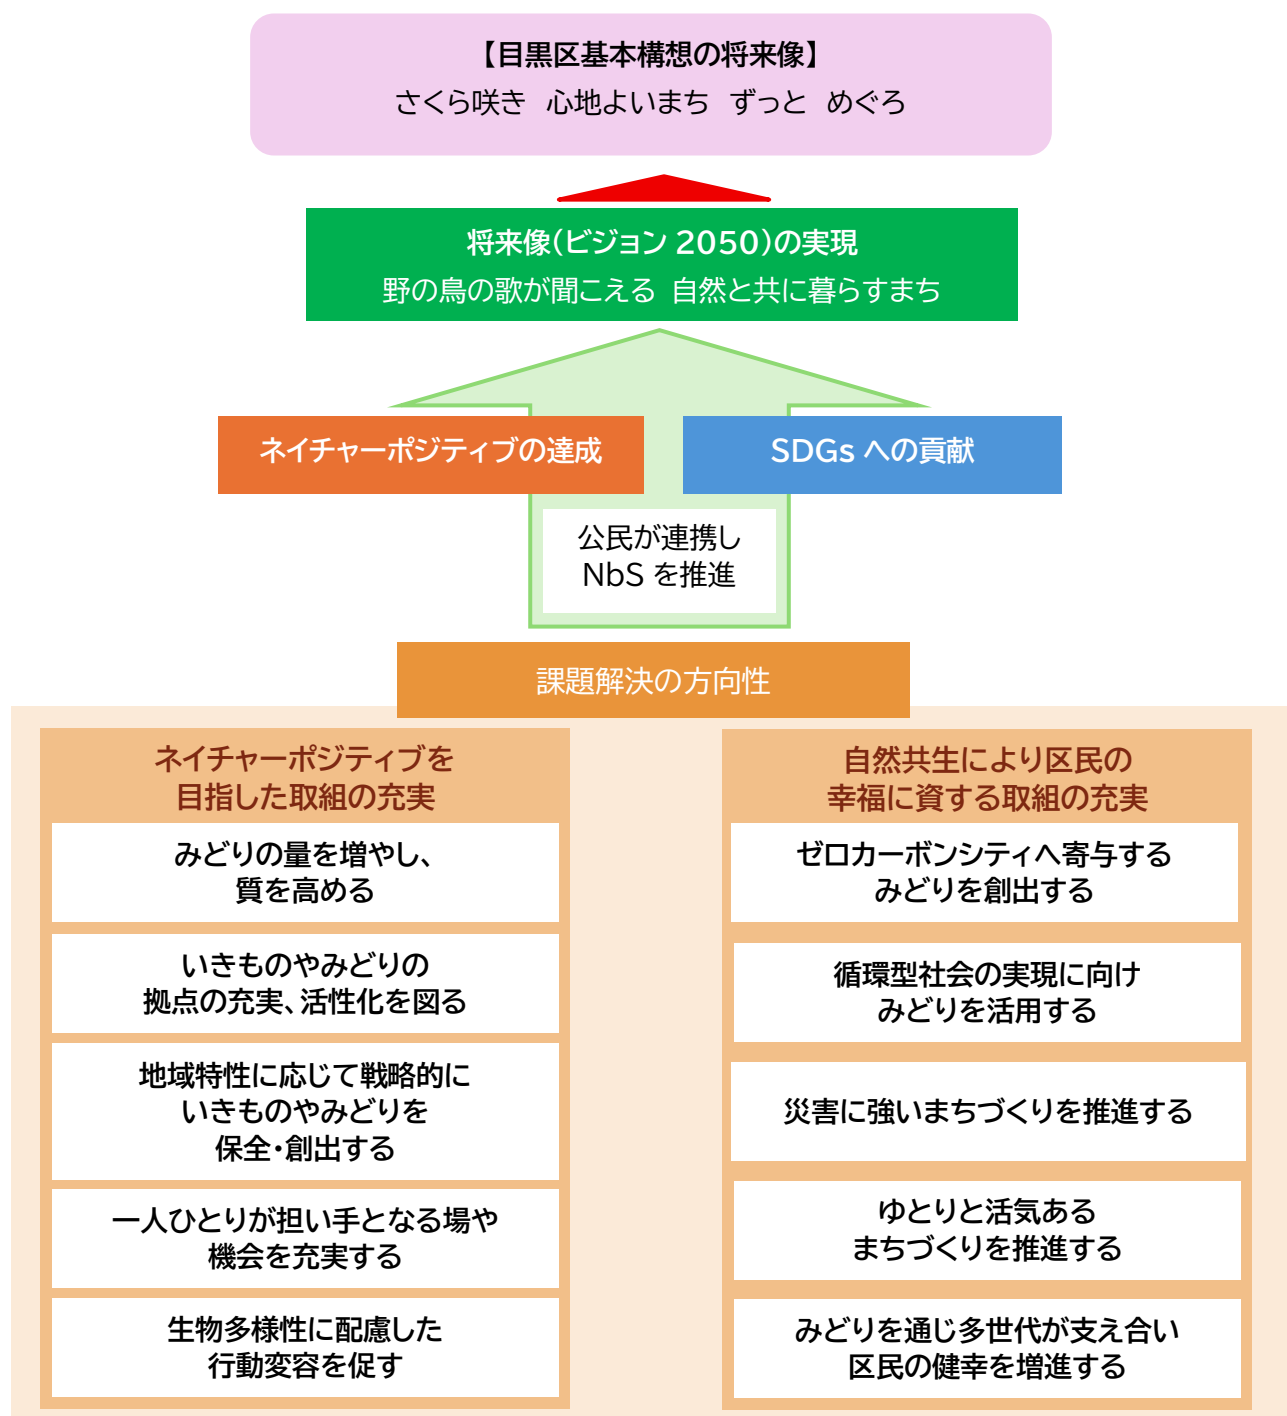 【目黒区基本構想の将来像】
さくら咲き 心地よいまち ずっと めぐろ
将来像(ビジョン 2050)の実現
野の鳥の歌が聞こえる 自然と共に暮らすまち
ネイチャーポジティブの達成
SDGs への貢献
公民が連携し
NbS を推進
課題解決の方向性
ネイチャーポジティブを
目指した取組の充実
みどりの量を増やし、
質を高める
いきものやみどりの
拠点の充実、活性化を図る
地域特性に応じて戦略的に
いきものやみどりを
保全・創出する
一人ひとりが担い手となる場や
機会を充実する
生物多様性に配慮した
行動変容を促す
自然共生により区民の
幸福に資する取組の充実
ゼロカーボンシティへ寄与する
みどりを創出する
循環型社会の実現に向け
みどりを活用する
災害に強いまちづくりを推進する
ゆとりと活気ある
まちづくりを推進する
みどりを通じ多世代が支え合い
区民の健幸を増進する